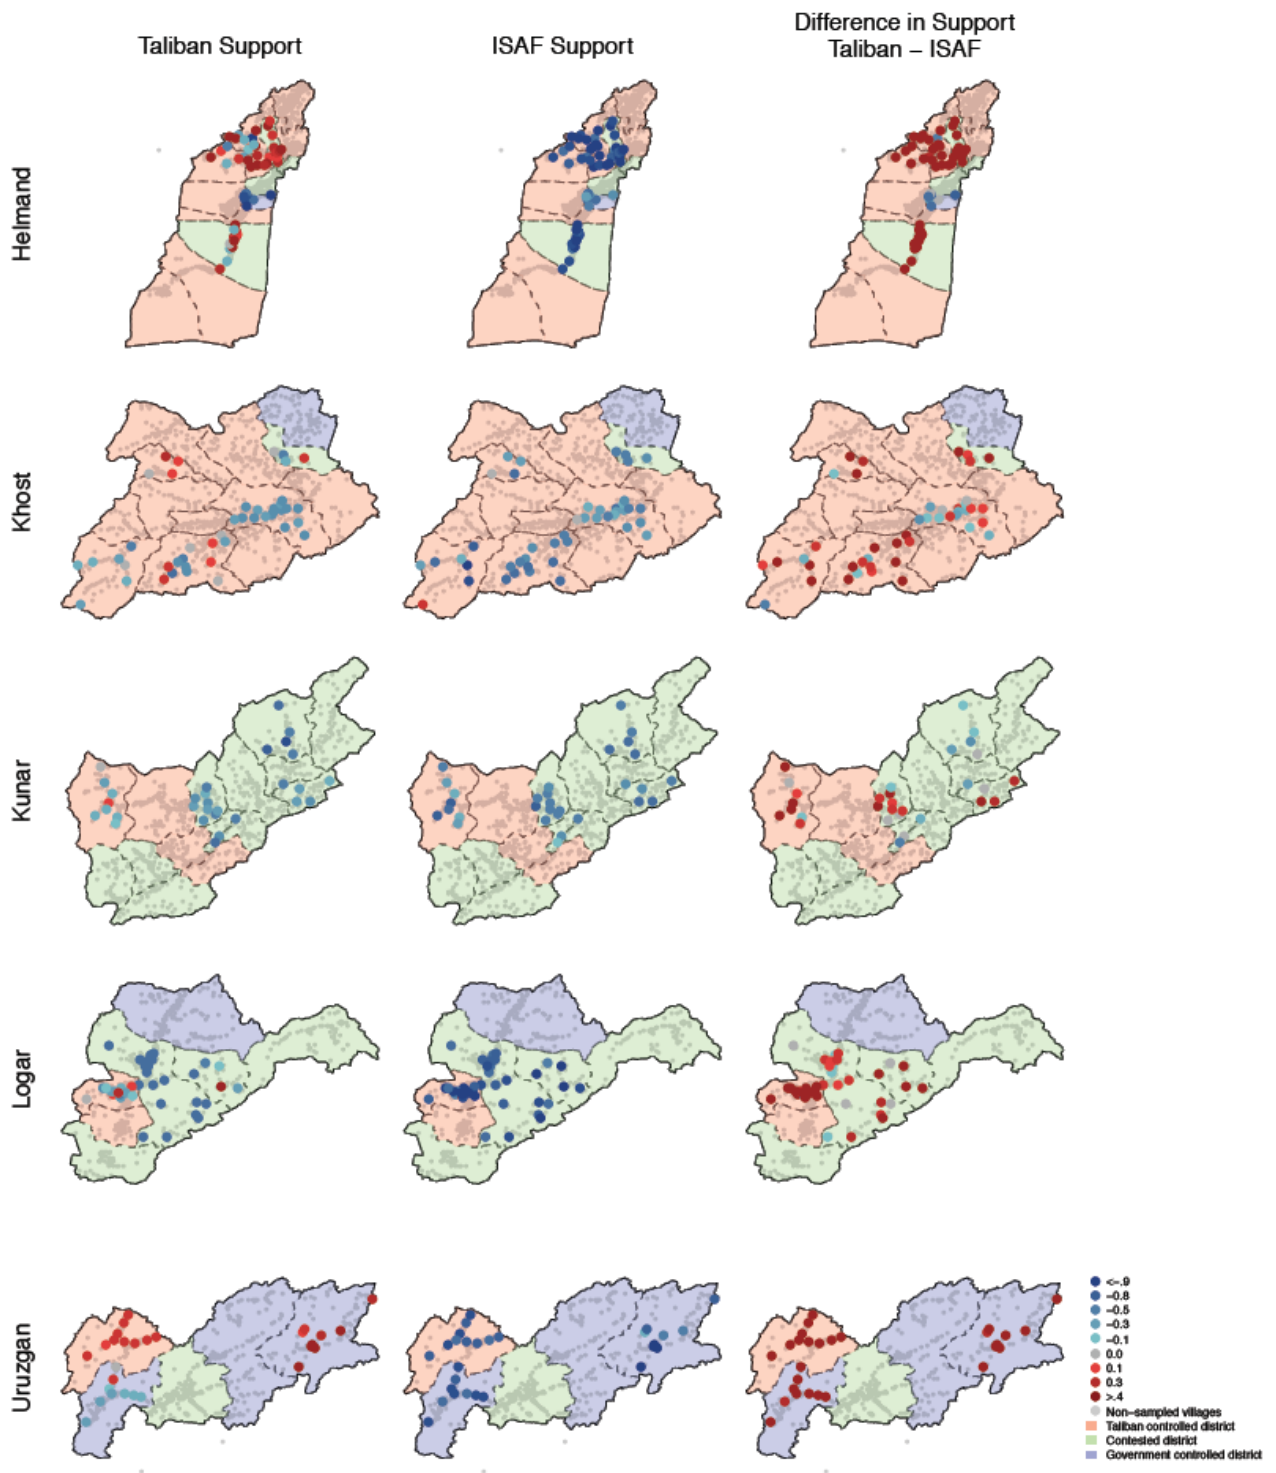 Taliban Support
ISAF Support
Difference in Support
Taliban – ISAF
Helmand
Khost
Kunar
Logar
Uruzgan
<–.9
–0.8
–0.5
–0.3
–0.1
0.0
0.1
0.3
>.4
Non–sampled villages
Taliban controlled district
Contested district
Government controlled district